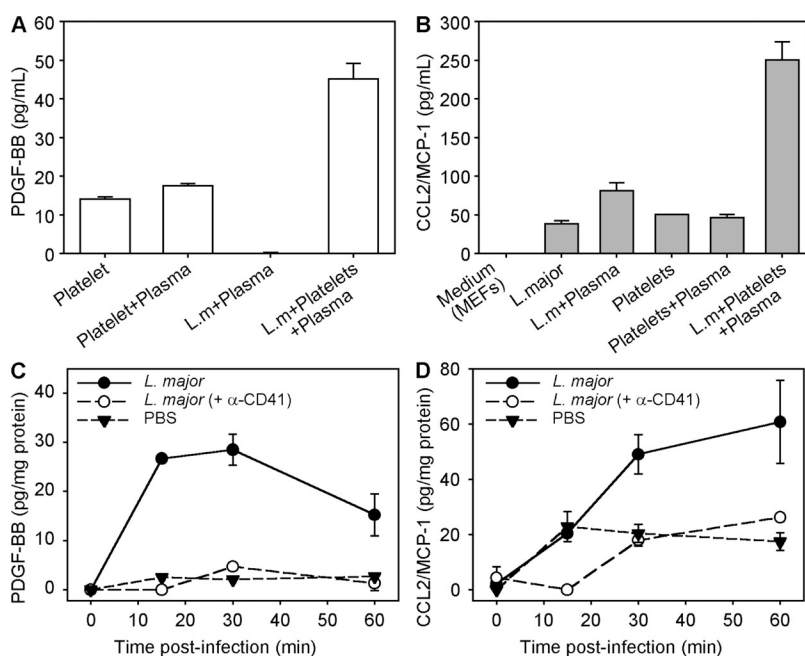 A
PDGF-BB (pg/mL)
60
50
40
30
20
10
0
Platelet
Platelet+Plasma
L.m+Plasma
L.m+Platelets
+Plasma
B
CCL2/MCP-1 (pg/mL)
300
250
200
150
100
50
0
Medium
(MEFs)
L.major
L.m+Plasma
Platelets
Platelets+Plasma
L.m+Platelets
+Plasma
C
L. major
L. major (+ α-CD41)
PBS
PDGF-BB (pg/mg protein)
40
30
20
10
0
0 10 20 30 40 50 60
Time post-infection (min)
D
L. major
L. major (+ α-CD41)
PBS
CCL2/MCP-1 (pg/mg protein)
80
60
40
20
0
0 10 20 30 40 50 60
Time post-infection (min)